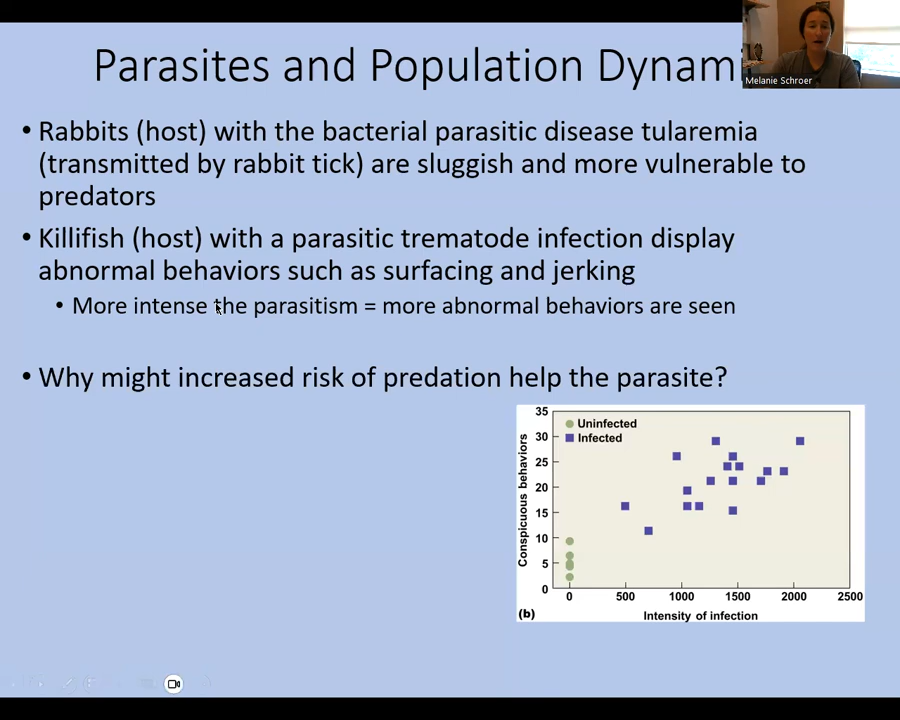 Parasites and Population Dynami
Melanie Schroer
• Rabbits (host) with the bacterial parasitic disease tularemia
(transmitted by rabbit tick) are sluggish and more vulnerable to
predators
• Killifish (host) with a parasitic trematode infection display
abnormal behaviors such as surfacing and jerking
• More intense the parasitism = more abnormal behaviors are seen
• Why might increased risk of predation help the parasite?
Conspicuous behaviors
35
30
25
20
15
10
5
0
Uninfected
Infected
0 500 1000 1500 2000 2500
(b) Intensity of infection